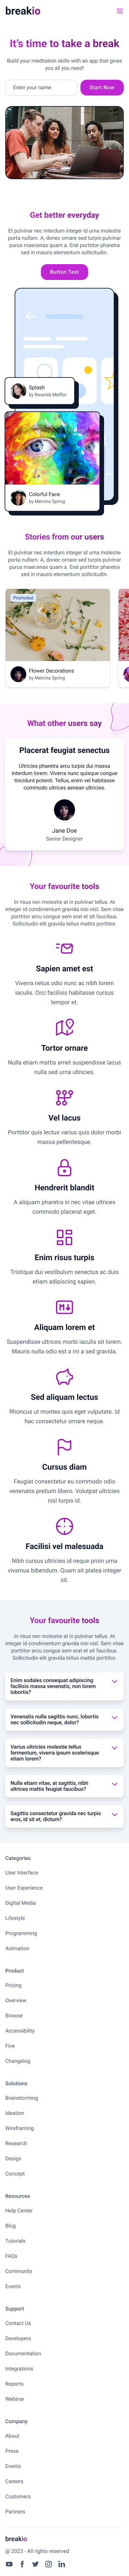 breakio
It's time to take a break
Build your meditation skills with an app that gives
you all you need!
Enter your name
Start Now
Get better everyday
Et pulvinar nec interdum integer id urna molestie
porta nullam. A, donec ornare sed turpis pulvinar
purus maecenas quam a. Erat porttitor pharetra
sed in mauris elementum sollicitudin.
Button Text
Splash
by Rwanda Melflor
Colorful Face
by Melvina Spring
Stories from our users
Et pulvinar nec interdum integer id urna molestie
porta nullam. A, donec ornare sed turpis pulvinar
purus maecenas quam a. Erat porttitor pharetra
sed in mauris elementum sollicitudin.
Promoted
Flower Decorations
by Melvina Spring
What other users say
Placerat feugiat senectus
Ultricies pharetra arcu turpis dui massa
interdum lorem. Viverra nunc quisque congue
tincidunt potenti. Tellus, enim vel habitasse
commodo ultrices aenean ultricies.
Jane Doe
Senior Designer
Your favourite tools
In risus nec molestie at in pulvinar tellus. At
integer id condimentum gravida nisi nisl. Sem vitae
porttitor arcu congue sem erat et sit faucibus.
Sollicitudin elit gravida tellus mattis porttitor.
Sapien amet est
Viverra netus odio nunc ac nibh lorem
iaculis. Orci facilisis habitasse cursus
tempor et.
Tortor ornare
Nulla etiam mattis amet suspendisse lacus
nulla sed urna ultricies.
Vel lacus
Porttitor quis lectus varius quis dolor morbi
massa pellentesque.
Hendrerit blandit
A aliquam pharetra in nec vitae ultrices
commodo placerat eget.
Enim risus turpis
Tristique dui vestibulum senectus ac duis
etiam adipiscing sapien.
Aliquam lorem et
Suspendisse ultrices morbi iaculis sit lorem.
Mauris nulla odio est a mi a sed gravida.
Sed aliquam lectus
Rhoncus ut montes quis eget vulputate. Id
hac consectetur ornare neque.
Cursus diam
Feugiat consectetur eu commodo odio
venenatis pretium libero. Volutpat ultricies
nisl turpis id.
Facilisi vel malesuada
Nibh cursus ultricies id neque proin urna
vivamus bibendum. Quam sit platea integer
sit.
Your favourite tools
In risus nec molestie at in pulvinar tellus. At
integer id condimentum gravida nisi nisl. Sem vitae
porttitor arcu congue sem erat et sit faucibus.
Sollicitudin elit gravida tellus mattis porttitor.
Enim sodales consequat adipiscing
facilisis massa venenatis, non lorem
lobortis?
Venenatis nulla sagittis nunc, lobortis
nec sollicitudin neque, dolor?
Varius ultricies molestie tellus
fermentum, viverra ipsum scelerisque
etiam lorem?
Nulla etiam vitae, at sagittis, nibh
ultrices mattis feugiat faucibus?
Sagittis consectetur gravida nec turpis
eros, id sit et, dictum?
Categories
User Interface
User Experience
Digital Media
Lifestyle
Programming
Animation
Product
Pricing
Overview
Browse
Accessibility
Five
Changelog
Solutions
Brainstorming
Ideation
Wireframing
Research
Design
Concept
Resources
Help Center
Blog
Tutorials
FAQs
Community
Events
Support
Contact Us
Developers
Documentation
Integrations
Reports
Webinar
Company
About
Press
Events
Careers
Customers
Partners
breakio
@ 2023 - All rights reserved